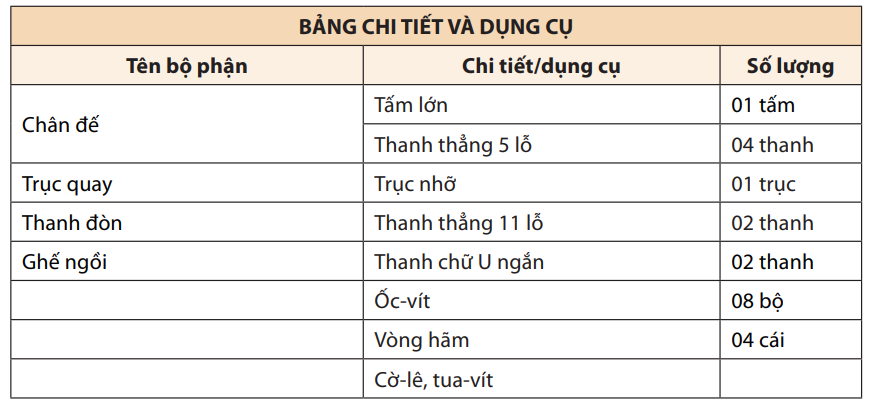 BẢNG CHI TIẾT VÀ DỤNG CỤ
Tên bộ phận Chi tiết/dụng cụ Số lượng
Chân đế
Tấm lớn 01 tấm
Thanh thẳng 5 lỗ 04 thanh
Trục quay Trục nhỡ 01 trục
Thanh đòn Thanh thẳng 11 lỗ 02 thanh
Ghế ngồi Thanh chữ U ngắn 02 thanh
Ốc-vít 08 bộ
Vòng hãm 04 cái
Cờ-lê, tua-vít